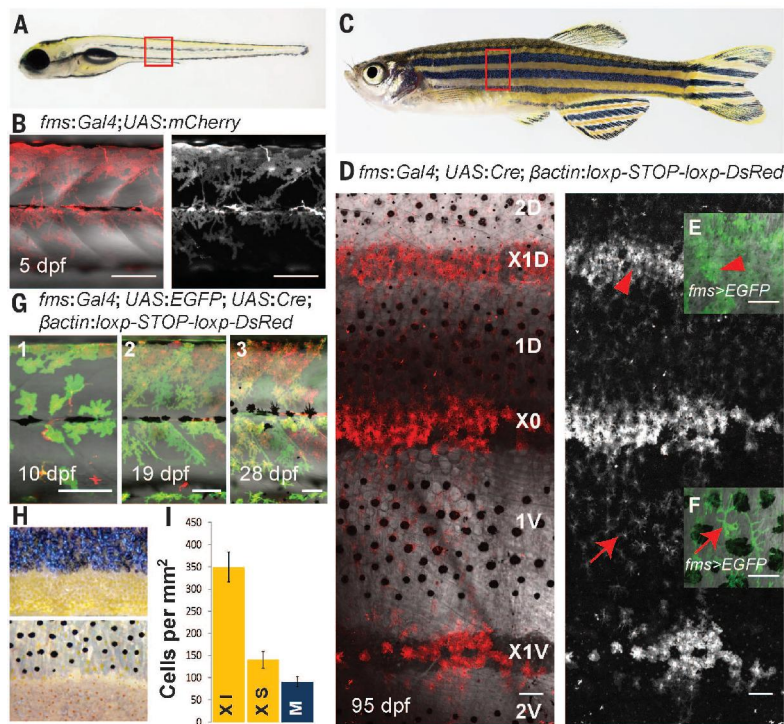 A
C
B fms:Gal4;UAS:mCherry
5 dpf
D fms:Gal4; UAS:Cre; βactin:loxp-STOP-loxp-DsRed
2D
X1D
1D
X0
1V
X1V
2V
95 dpf
E
fms>EGFP
F
fms>EGFP
G fms:Gal4; UAS:EGFP; UAS:Cre;
βactin:loxp-STOP-loxp-DsRed
1
10 dpf
2
19 dpf
3
28 dpf
H
I
Cells per mm²
450
400
350
300
250
200
150
100
50
0
X I
X S
M